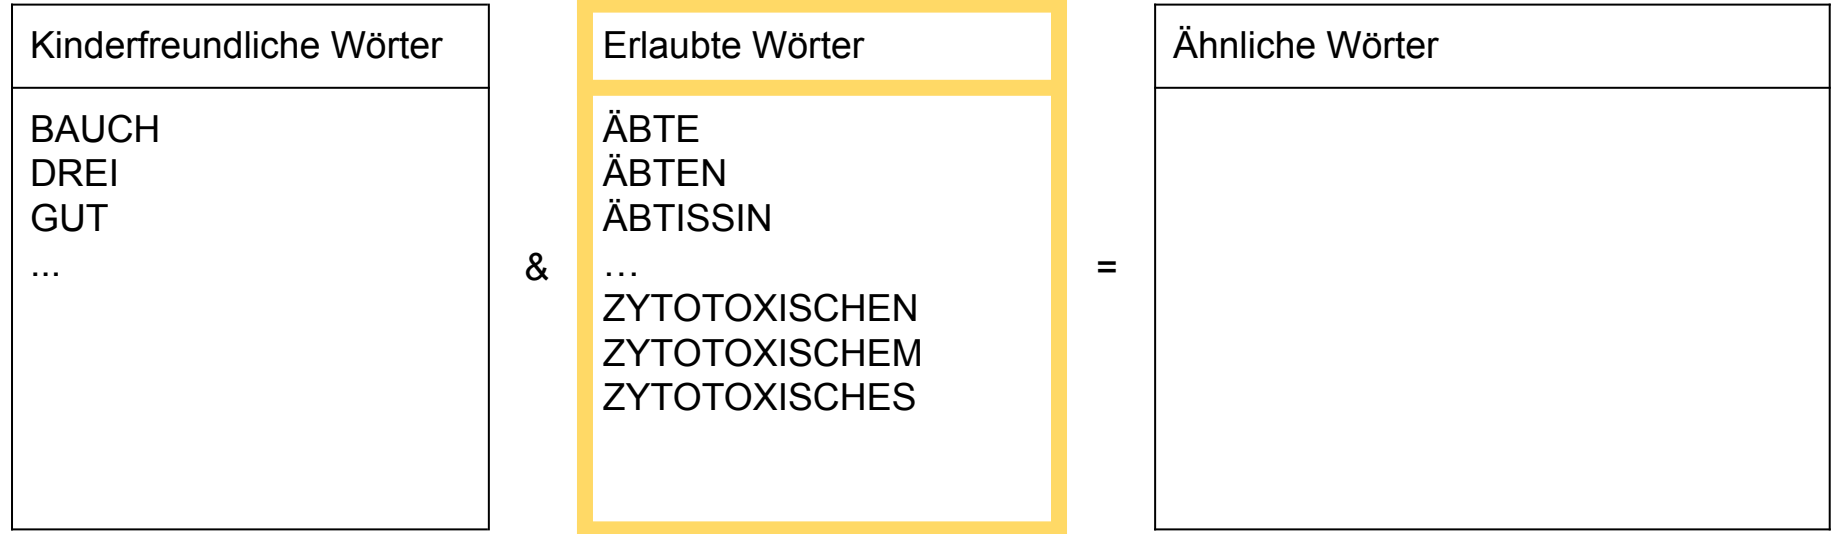 Kinderfreundliche Wörter
BAUCH
DREI
GUT
...
&
Erlaubte Wörter
ÄBTE
ÄBTEN
ÄBTISSIN
…
ZYTOTOXISCHEN
ZYTOTOXISCHEM
ZYTOTOXISCHES
=
Ähnliche Wörter